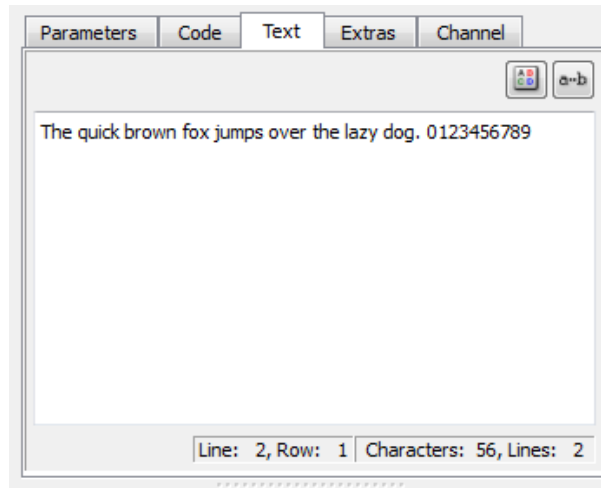 Parameters Code Text Extras Channel
A B C D a--b
The quick brown fox jumps over the lazy dog. 0123456789
Line: 2, Row: 1 Characters: 56, Lines: 2